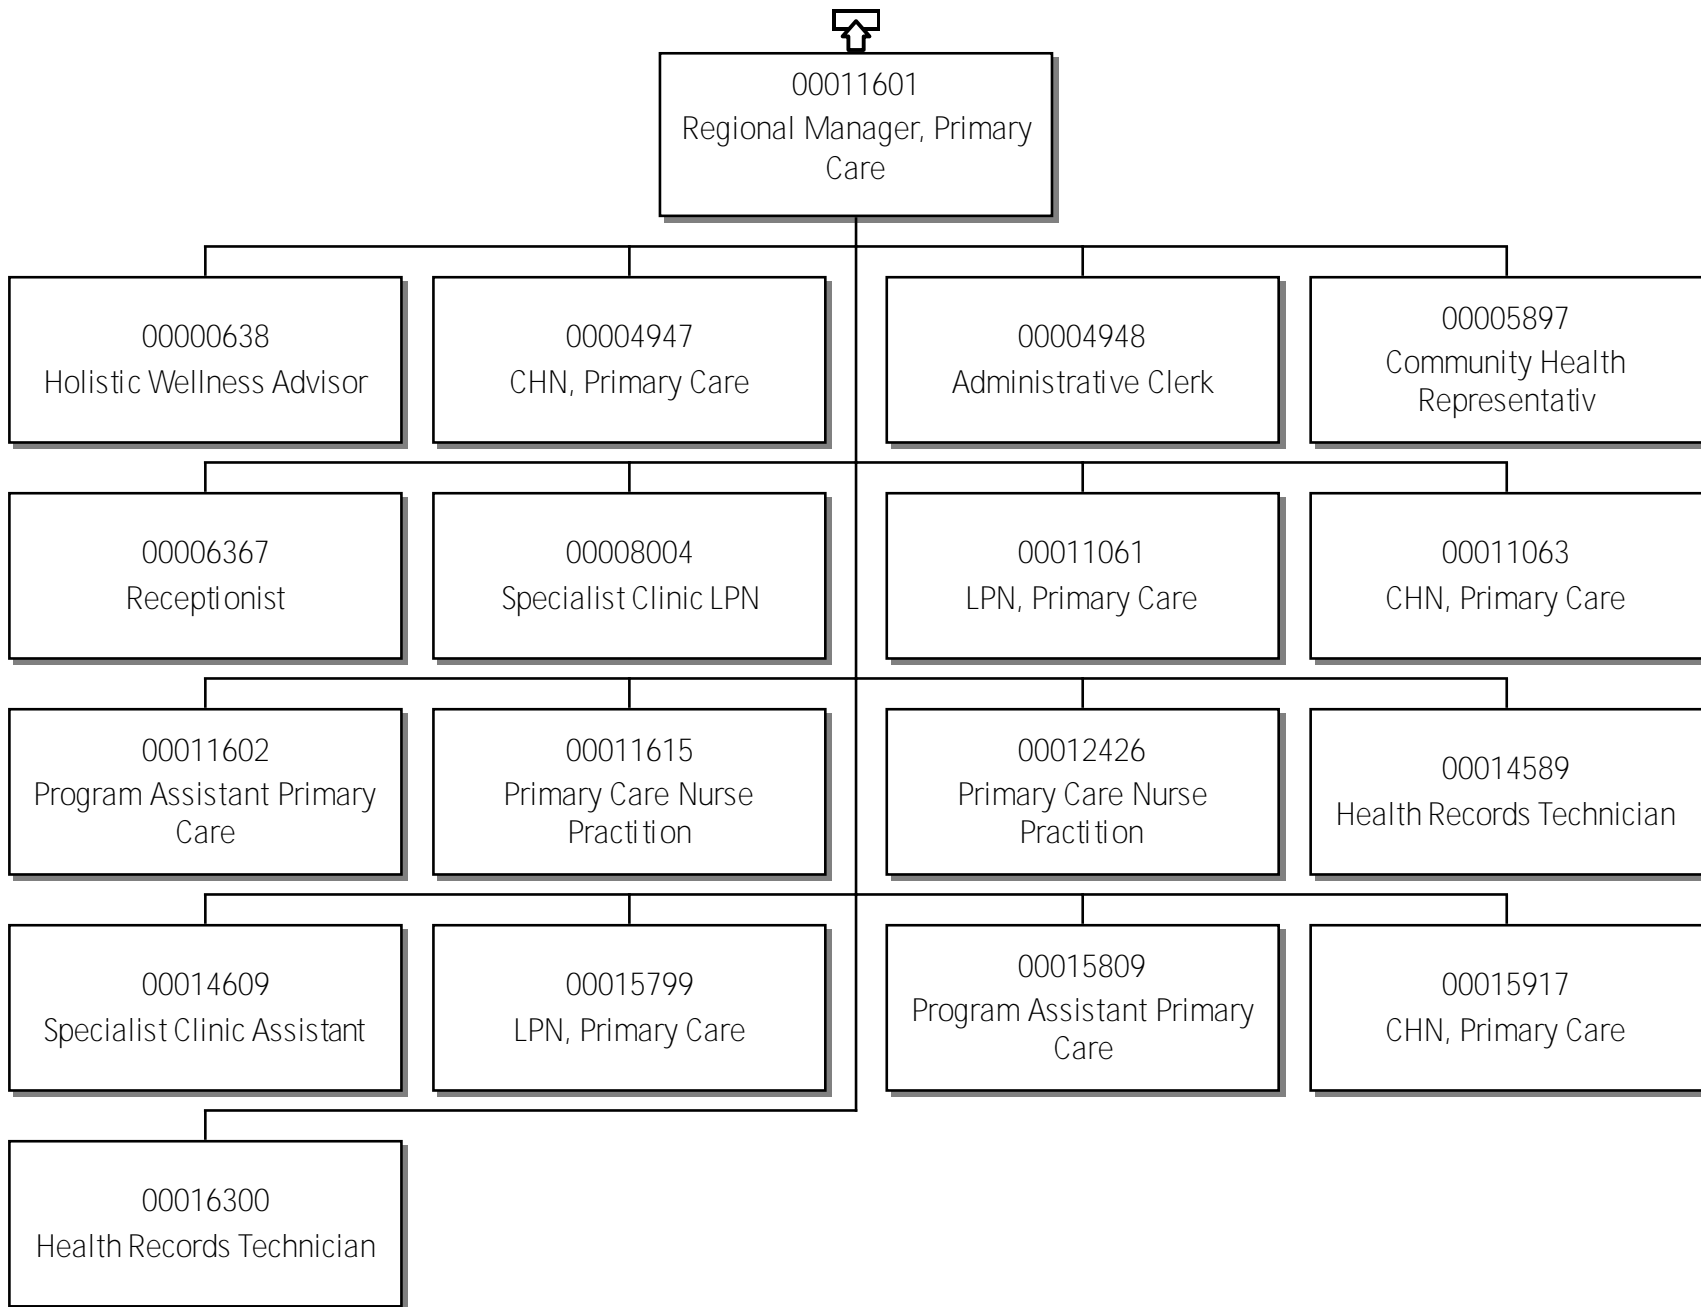 00011601
Regional Manager, Primary
Care
00000638
Holistic Wellness Advisor
00004947
CHN, Primary Care
00004948
Administrative Clerk
00005897
Community Health
Representativ
00006367
Receptionist
00008004
Specialist Clinic LPN
00011061
LPN, Primary Care
00011063
CHN, Primary Care
00011602
Program Assistant Primary
Care
00011615
Primary Care Nurse
Practition
00012426
Primary Care Nurse
Practition
00014589
Health Records Technician
00014609
Specialist Clinic Assistant
00015799
LPN, Primary Care
00015809
Program Assistant Primary
Care
00015917
CHN, Primary Care
00016300
Health Records Technician